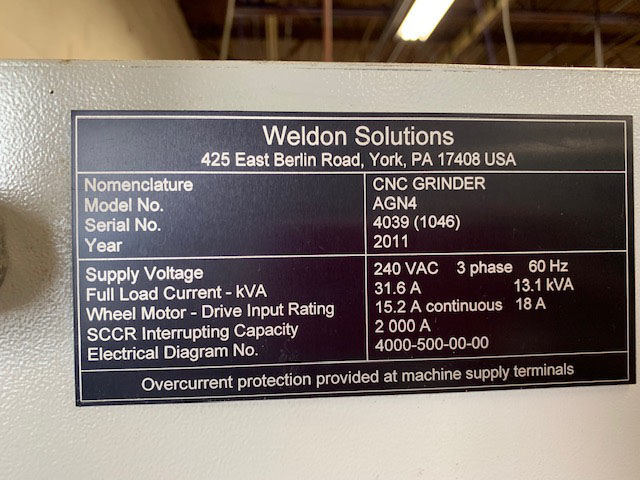 Weldon Solutions
425 East Berlin Road, York, PA 17408 USA
Nomenclature CNC GRINDER
Model No. AGN4
Serial No. 4039 (1046)
Year 2011
Supply Voltage 240 VAC 3 phase 60 Hz
Full Load Current - kVA 31.6 A 13.1 kVA
Wheel Motor - Drive Input Rating 15.2 A continuous 18 A
SCCR Interrupting Capacity 2 000 A
Electrical Diagram No. 4000-500-00-00
Overcurrent protection provided at machine supply terminals